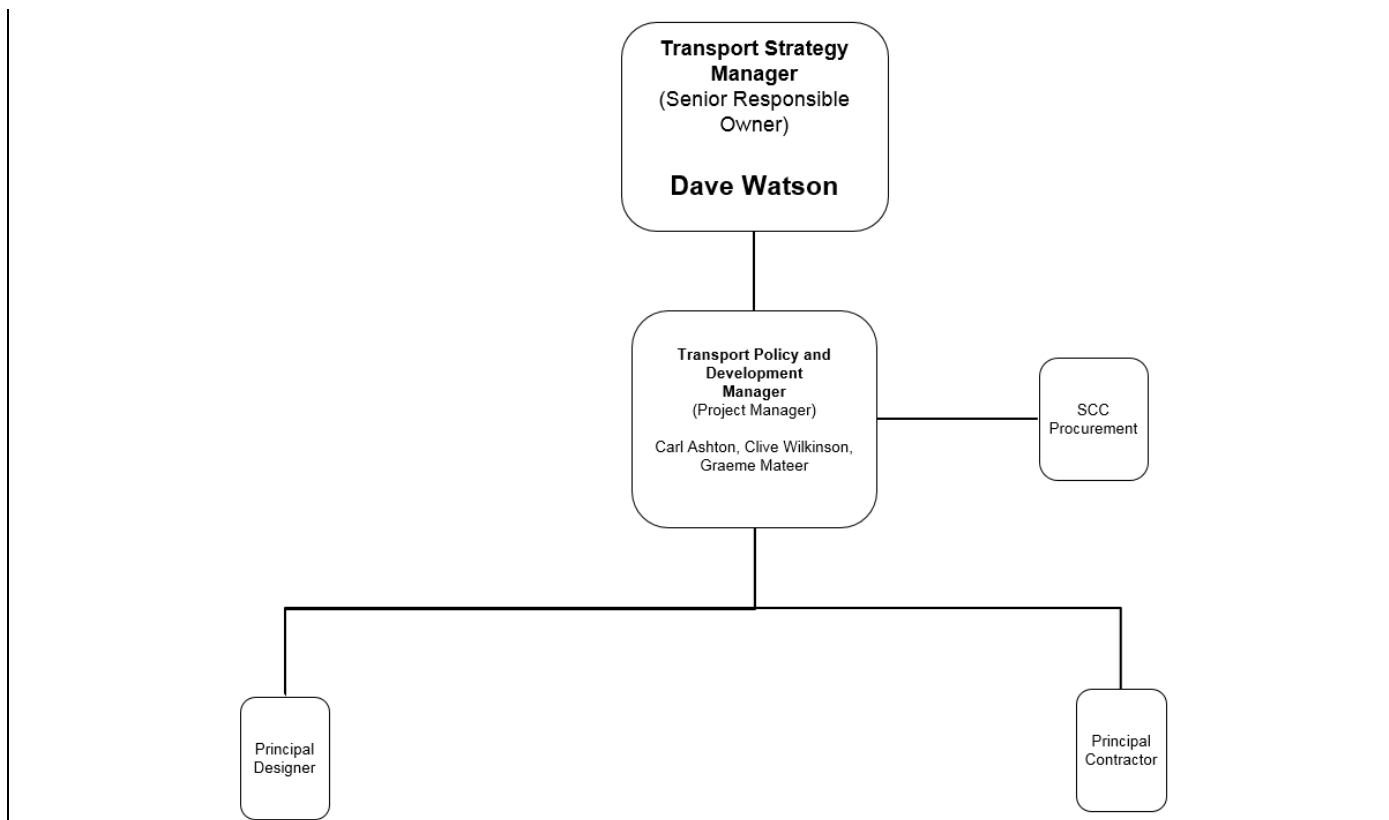 Transport Strategy
Manager
(Senior Responsible
Owner)
Dave Watson
Transport Policy and
Development
Manager
(Project Manager)
Carl Ashton, Clive Wilkinson,
Graeme Mateer
SCC
Procurement
Principal
Designer
Principal
Contractor